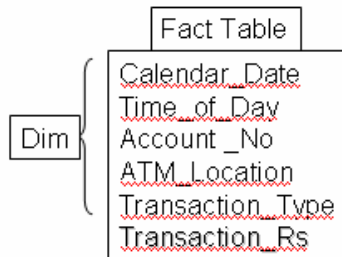 Fact Table
Calendar_Date
Time_of_Day
Dim
Account _No
ATM_Location
Transaction_Type
Transaction_Rs